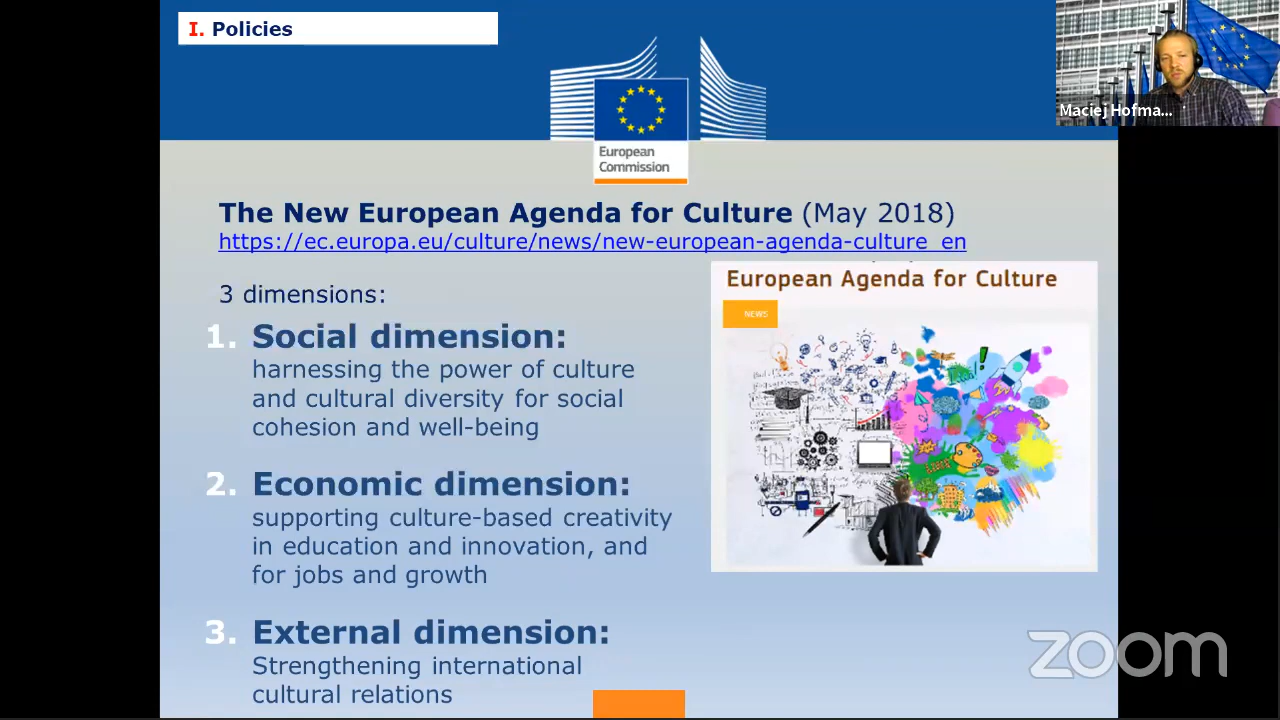 I. Policies
Maciej Hofma...
European
Commission
The New European Agenda for Culture (May 2018)
https://ec.europa.eu/culture/news/new-european-agenda-culture_en
European Agenda for Culture
NEWS
3 dimensions:
1. Social dimension:
harnessing the power of culture
and cultural diversity for social
cohesion and well-being
2. Economic dimension:
supporting culture-based creativity
in education and innovation, and
for jobs and growth
3. External dimension:
Strengthening international
cultural relations
zoom